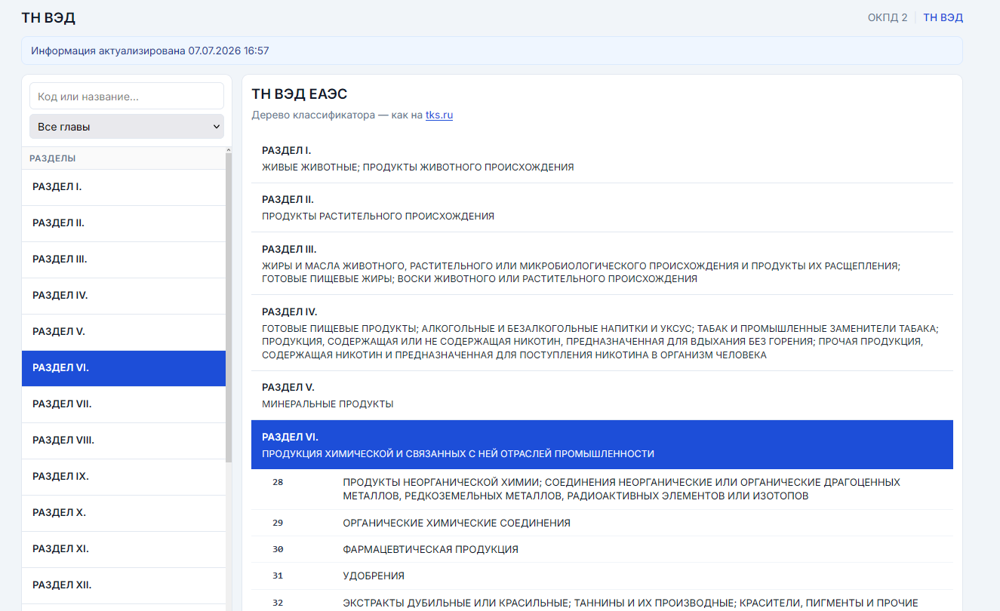 ТН ВЭД
ОКПД 2
ТН ВЭД
Информация актуализирована 07.07.2026 16:57
Код или название...
Все главы
РАЗДЕЛЫ
РАЗДЕЛ I.
РАЗДЕЛ II.
РАЗДЕЛ III.
РАЗДЕЛ IV.
РАЗДЕЛ V.
РАЗДЕЛ VI.
РАЗДЕЛ VII.
РАЗДЕЛ VIII.
РАЗДЕЛ IX.
РАЗДЕЛ X.
РАЗДЕЛ XI.
РАЗДЕЛ XII.
ТН ВЭД ЕАЭС
Дерево классификатора — как на tks.ru
РАЗДЕЛ I.
ЖИВЫЕ ЖИВОТНЫЕ; ПРОДУКТЫ ЖИВОТНОГО ПРОИСХОЖДЕНИЯ
РАЗДЕЛ II.
ПРОДУКТЫ РАСТИТЕЛЬНОГО ПРОИСХОЖДЕНИЯ
РАЗДЕЛ III.
ЖИРЫ И МАСЛА ЖИВОТНОГО, РАСТИТЕЛЬНОГО ИЛИ МИКРОБИОЛОГИЧЕСКОГО ПРОИСХОЖДЕНИЯ И ПРОДУКТЫ ИХ РАСЩЕПЛЕНИЯ;
ГОТОВЫЕ ПИЩЕВЫЕ ЖИРЫ; ВОСКИ ЖИВОТНОГО ИЛИ РАСТИТЕЛЬНОГО ПРОИСХОЖДЕНИЯ
РАЗДЕЛ IV.
ГОТОВЫЕ ПИЩЕВЫЕ ПРОДУКТЫ; АЛКОГОЛЬНЫЕ И БЕЗАЛКОГОЛЬНЫЕ НАПИТКИ И УКСУС; ТАБАК И ПРОМЫШЛЕННЫЕ ЗАМЕНИТЕЛИ ТАБАКА;
ПРОДУКЦИЯ, СОДЕРЖАЩАЯ ИЛИ НЕ СОДЕРЖАЩАЯ НИКОТИН, ПРЕДНАЗНАЧЕННАЯ ДЛЯ ВДЫХАНИЯ БЕЗ ГОРЕНИЯ; ПРОЧАЯ ПРОДУКЦИЯ,
СОДЕРЖАЩАЯ НИКОТИН И ПРЕДНАЗНАЧЕННАЯ ДЛЯ ПОСТУПЛЕНИЯ НИКОТИНА В ОРГАНИЗМ ЧЕЛОВЕКА
РАЗДЕЛ V.
МИНЕРАЛЬНЫЕ ПРОДУКТЫ
РАЗДЕЛ VI.
ПРОДУКЦИЯ ХИМИЧЕСКОЙ И СВЯЗАННЫХ С НЕЙ ОТРАСЛЕЙ ПРОМЫШЛЕННОСТИ
28 ПРОДУКТЫ НЕОРГАНИЧЕСКОЙ ХИМИИ; СОЕДИНЕНИЯ НЕОРГАНИЧЕСКИЕ ИЛИ ОРГАНИЧЕСКИЕ ДРАГОЦЕННЫХ
МЕТАЛЛОВ, РЕДКОЗЕМЕЛЬНЫХ МЕТАЛЛОВ, РАДИОАКТИВНЫХ ЭЛЕМЕНТОВ ИЛИ ИЗОТОПОВ
29 ОРГАНИЧЕСКИЕ ХИМИЧЕСКИЕ СОЕДИНЕНИЯ
30 ФАРМАЦЕВТИЧЕСКАЯ ПРОДУКЦИЯ
31 УДОБРЕНИЯ
32 ЭКСТРАКТЫ ДУБИЛЬНЫЕ ИЛИ КРАСИЛЬНЫЕ; ТАННИНЫ И ИХ ПРОИЗВОДНЫЕ; КРАСИТЕЛИ, ПИГМЕНТЫ И ПРОЧИЕ